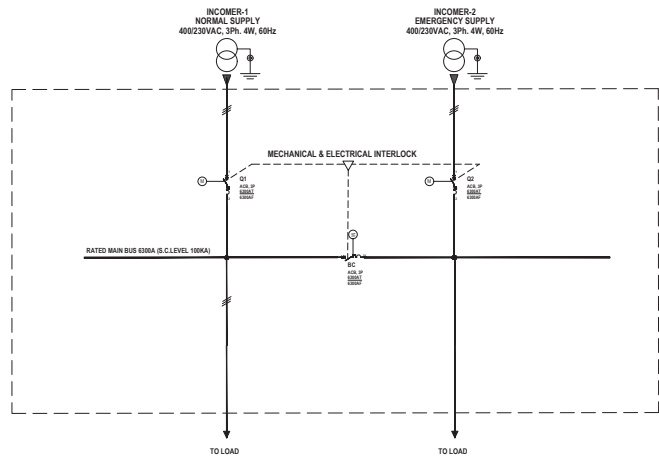 INCOMER-1
NORMAL SUPPLY
400/230VAC, 3Ph. 4W, 60Hz
INCOMER-2
EMERGENCY SUPPLY
400/230VAC, 3Ph. 4W, 60Hz
MECHANICAL & ELECTRICAL INTERLOCK
M
Q1
ACB, 3P
6300AT
6300AF
M
Q2
ACB, 3P
6300AT
6300AF
RATED MAIN BUS 6300A (S.C.LEVEL 100KA)
M
BC
ACB, 3P
6300AT
6300AF
TO LOAD
TO LOAD